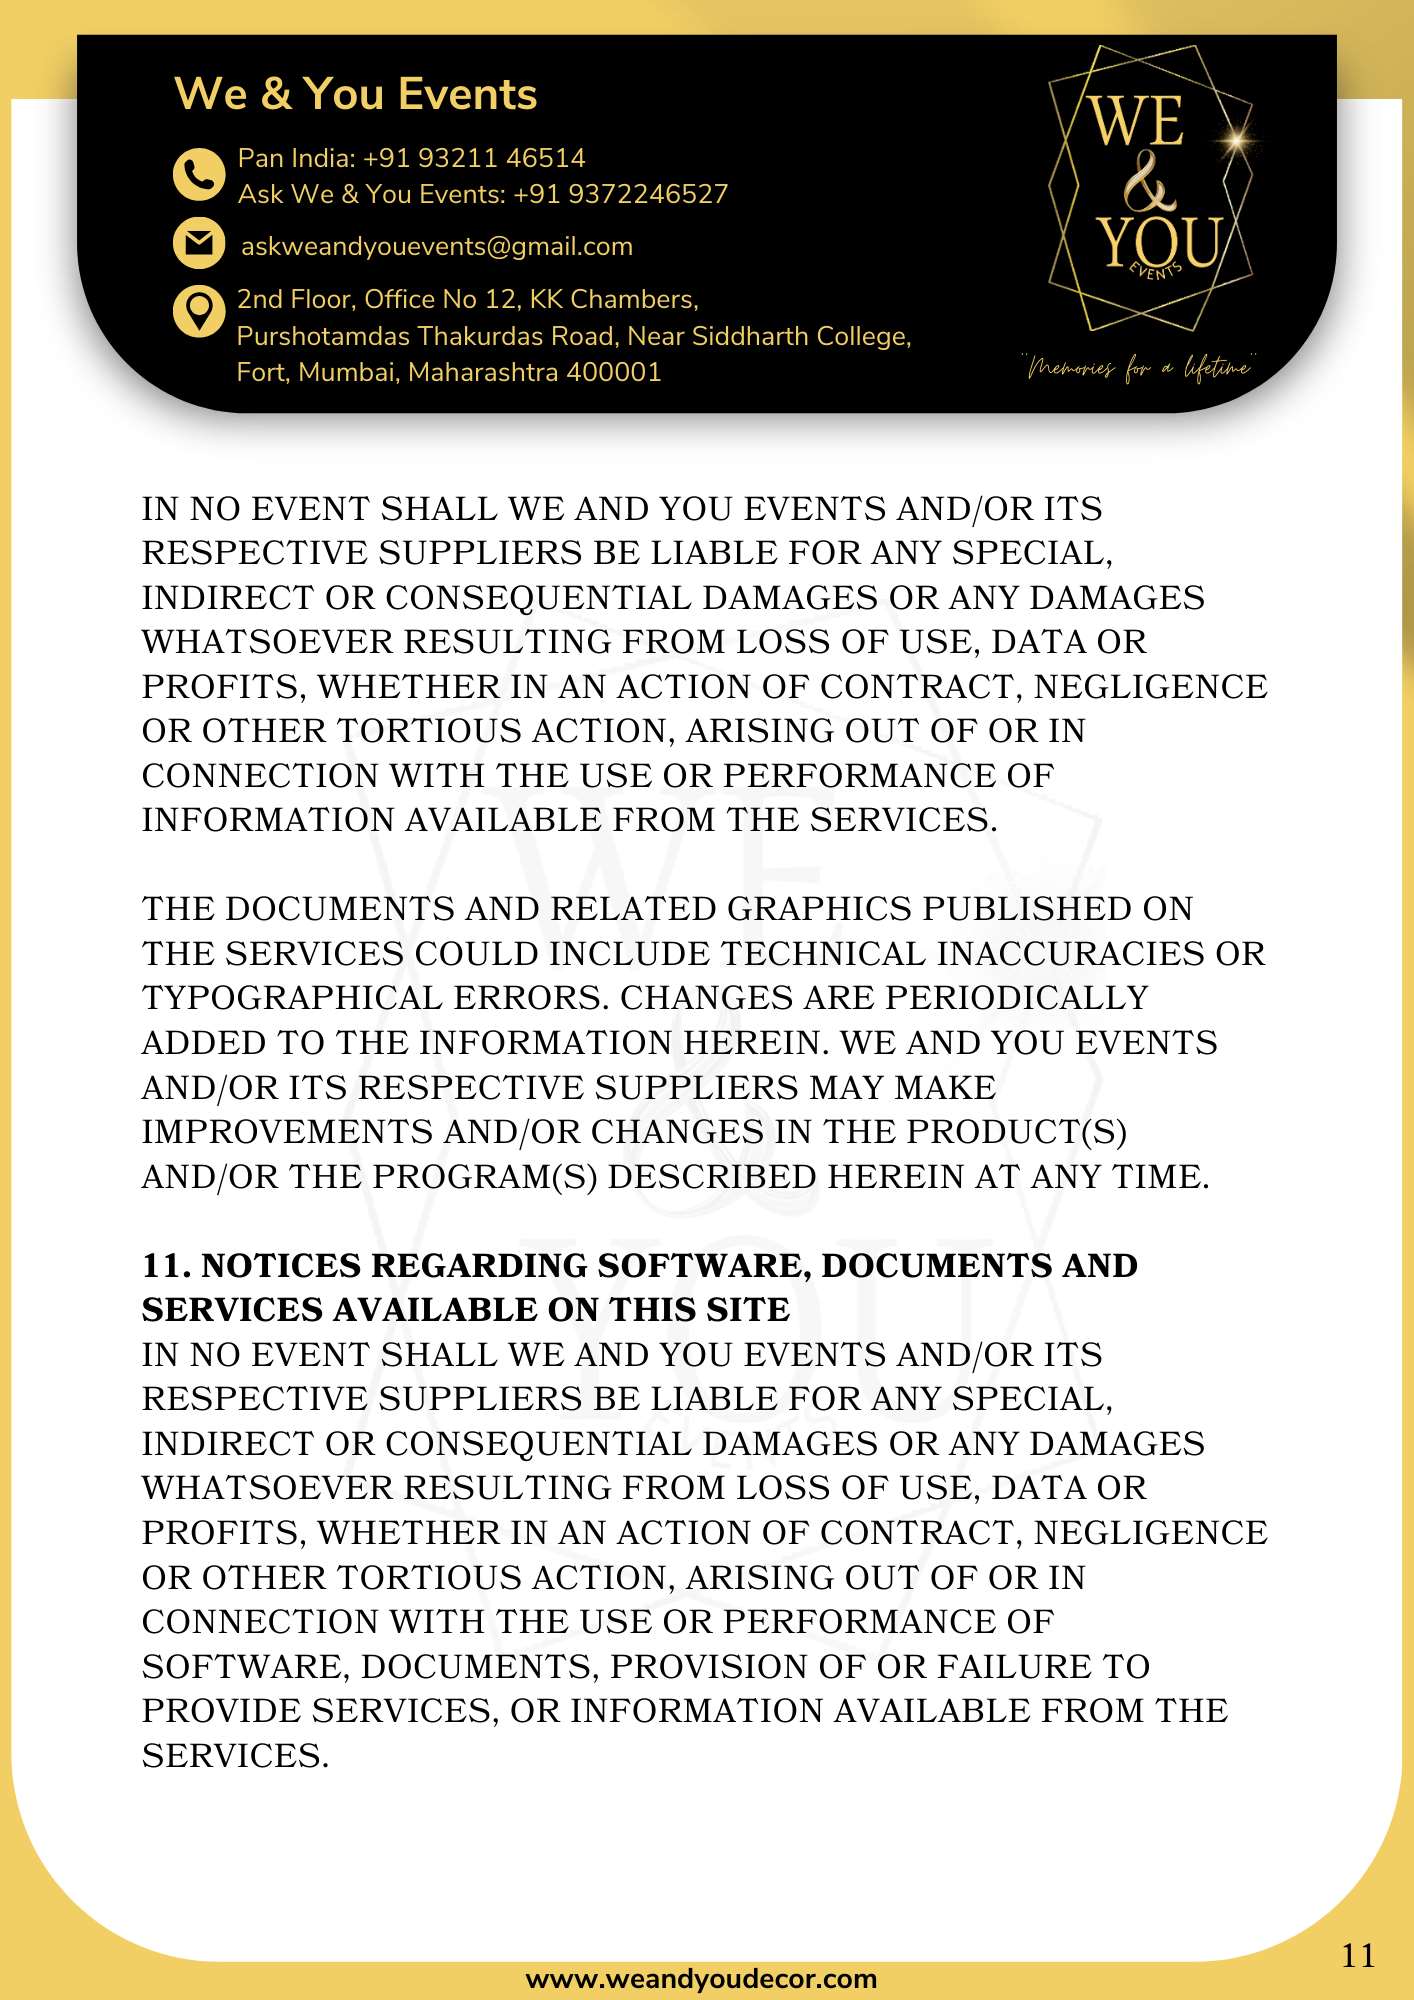 We & You Events
Pan India: +91 93211 46514
Ask We & You Events: +91 9372246527
askweandyouevents@gmail.com
2nd Floor, Office No 12, KK Chambers,
Purshotamdas Thakurdas Road, Near Siddharth College,
Fort, Mumbai, Maharashtra 400001
WE
&
YOU
EVENTS
"Memories for a lifetime"
IN NO EVENT SHALL WE AND YOU EVENTS AND/OR ITS
RESPECTIVE SUPPLIERS BE LIABLE FOR ANY SPECIAL,
INDIRECT OR CONSEQUENTIAL DAMAGES OR ANY DAMAGES
WHATSOEVER RESULTING FROM LOSS OF USE, DATA OR
PROFITS, WHETHER IN AN ACTION OF CONTRACT, NEGLIGENCE
OR OTHER TORTIOUS ACTION, ARISING OUT OF OR IN
CONNECTION WITH THE USE OR PERFORMANCE OF
INFORMATION AVAILABLE FROM THE SERVICES.
THE DOCUMENTS AND RELATED GRAPHICS PUBLISHED ON
THE SERVICES COULD INCLUDE TECHNICAL INACCURACIES OR
TYPOGRAPHICAL ERRORS. CHANGES ARE PERIODICALLY
ADDED TO THE INFORMATION HEREIN. WE AND YOU EVENTS
AND/OR ITS RESPECTIVE SUPPLIERS MAY MAKE
IMPROVEMENTS AND/OR CHANGES IN THE PRODUCT(S)
AND/OR THE PROGRAM(S) DESCRIBED HEREIN AT ANY TIME.
11. NOTICES REGARDING SOFTWARE, DOCUMENTS AND
SERVICES AVAILABLE ON THIS SITE
IN NO EVENT SHALL WE AND YOU EVENTS AND/OR ITS
RESPECTIVE SUPPLIERS BE LIABLE FOR ANY SPECIAL,
INDIRECT OR CONSEQUENTIAL DAMAGES OR ANY DAMAGES
WHATSOEVER RESULTING FROM LOSS OF USE, DATA OR
PROFITS, WHETHER IN AN ACTION OF CONTRACT, NEGLIGENCE
OR OTHER TORTIOUS ACTION, ARISING OUT OF OR IN
CONNECTION WITH THE USE OR PERFORMANCE OF
SOFTWARE, DOCUMENTS, PROVISION OF OR FAILURE TO
PROVIDE SERVICES, OR INFORMATION AVAILABLE FROM THE
SERVICES.
11
www.weandyoudecor.com